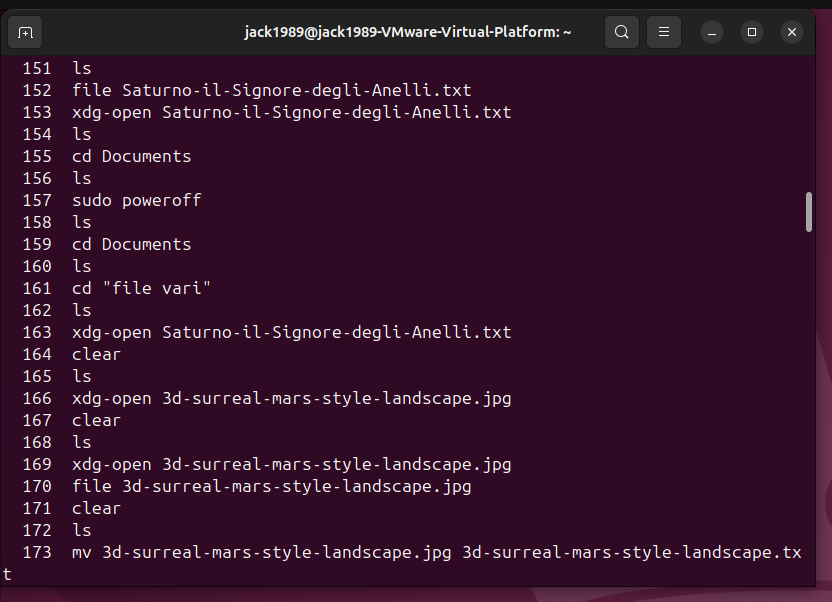 jack1989@jack1989-VMware-Virtual-Platform: ~
151 ls
152 file Saturno-il-Signore-degli-Anelli.txt
153 xdg-open Saturno-il-Signore-degli-Anelli.txt
154 ls
155 cd Documents
156 ls
157 sudo poweroff
158 ls
159 cd Documents
160 ls
161 cd "file vari"
162 ls
163 xdg-open Saturno-il-Signore-degli-Anelli.txt
164 clear
165 ls
166 xdg-open 3d-surreal-mars-style-landscape.jpg
167 clear
168 ls
169 xdg-open 3d-surreal-mars-style-landscape.jpg
170 file 3d-surreal-mars-style-landscape.jpg
171 clear
172 ls
173 mv 3d-surreal-mars-style-landscape.jpg 3d-surreal-mars-style-landscape.tx
t